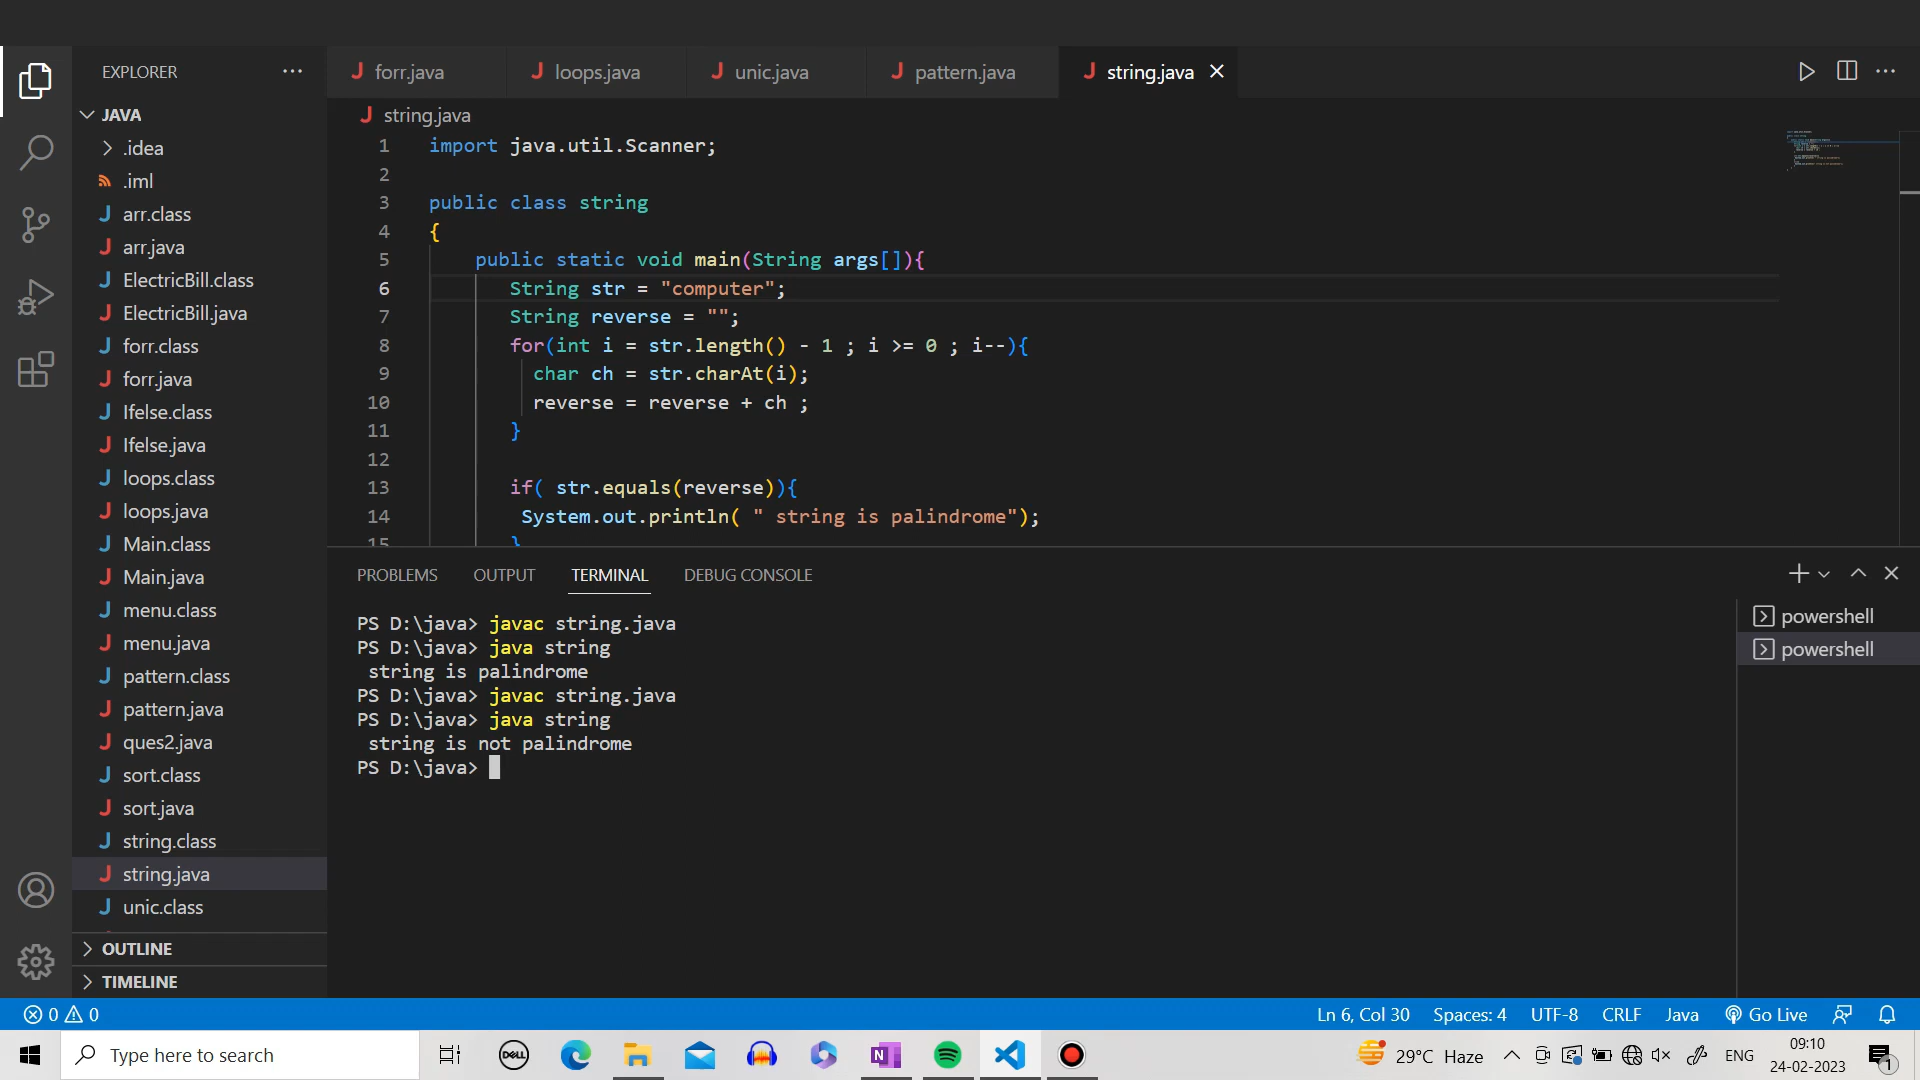 EXPLORER
JAVA
.idea
.iml
arr.class
arr.java
ElectricBill.class
ElectricBill.java
forr.class
forr.java
Ifelse.class
Ifelse.java
loops.class
loops.java
Main.class
Main.java
menu.class
menu.java
pattern.class
pattern.java
ques2.java
sort.class
sort.java
string.class
string.java
unic.class
OUTLINE
TIMELINE
forr.java loops.java unic.java pattern.java string.java
string.java
1 import java.util.Scanner;
2
3 public class string
4 {
5 public static void main(String args[]){
6 String str = "computer";
7 String reverse = "";
8 for(int i = str.length() - 1 ; i >= 0 ; i--){
9 char ch = str.charAt(i);
10 reverse = reverse + ch ;
11 }
12
13 if( str.equals(reverse)){
14 System.out.println( " string is palindrome");
15 }
PROBLEMS OUTPUT TERMINAL DEBUG CONSOLE
PS D:\java> javac string.java
PS D:\java> java string
string is palindrome
PS D:\java> javac string.java
PS D:\java> java string
string is not palindrome
PS D:\java>
powershell
powershell
0 0 Ln 6, Col 30 Spaces: 4 UTF-8 CRLF Java Go Live
Type here to search DELL N 29°C Haze ENG 09:10
24-02-2023 1